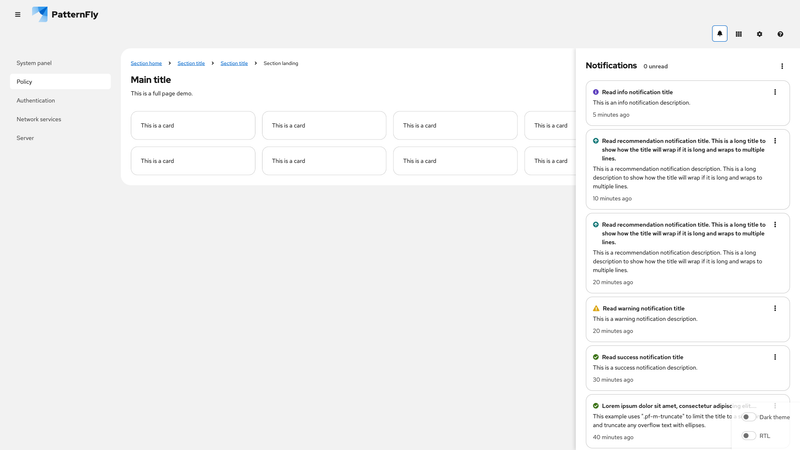 PatternFly
System panel
Policy
Authentication
Network services
Server
Section home
Section title
Section title
Section landing
Main title
This is a full page demo.
This is a card
This is a card
This is a card
This is a card
This is a card
This is a card
This is a card
This is a card
Notifications 0 unread
Read info notification title
This is an info notification description.
5 minutes ago
Read recommendation notification title. This is a long title to
show how the title will wrap if it is long and wraps to multiple
lines.
This is a recommendation notification description. This is a long
description to show how the title will wrap if it is long and wraps to
multiple lines.
10 minutes ago
Read recommendation notification title. This is a long title to
show how the title will wrap if it is long and wraps to multiple
lines.
This is a recommendation notification description. This is a long
description to show how the title will wrap if it is long and wraps to
multiple lines.
20 minutes ago
Read warning notification title
This is a warning notification description.
20 minutes ago
Read success notification title
This is a success notification description.
30 minutes ago
Lorem ipsum dolor sit amet, consectetur adipiscing elit...
This example uses ".pf-m-truncate" to limit the title to
and truncate any overflow text with ellipses.
40 minutes ago
Dark theme
RTL